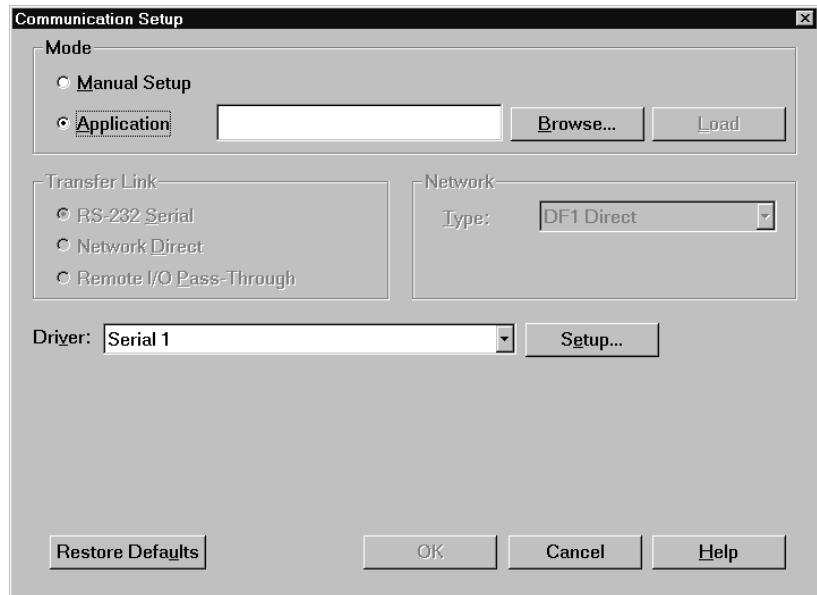 Communication Setup
Mode
Manual Setup
Application
Browse...
Load
Transfer Link
RS-232 Serial
Network Direct
Remote I/O Pass-Through
Network
Type:
DF1 Direct
Driver:
Serial 1
Setup...
Restore Defaults
OK
Cancel
Help